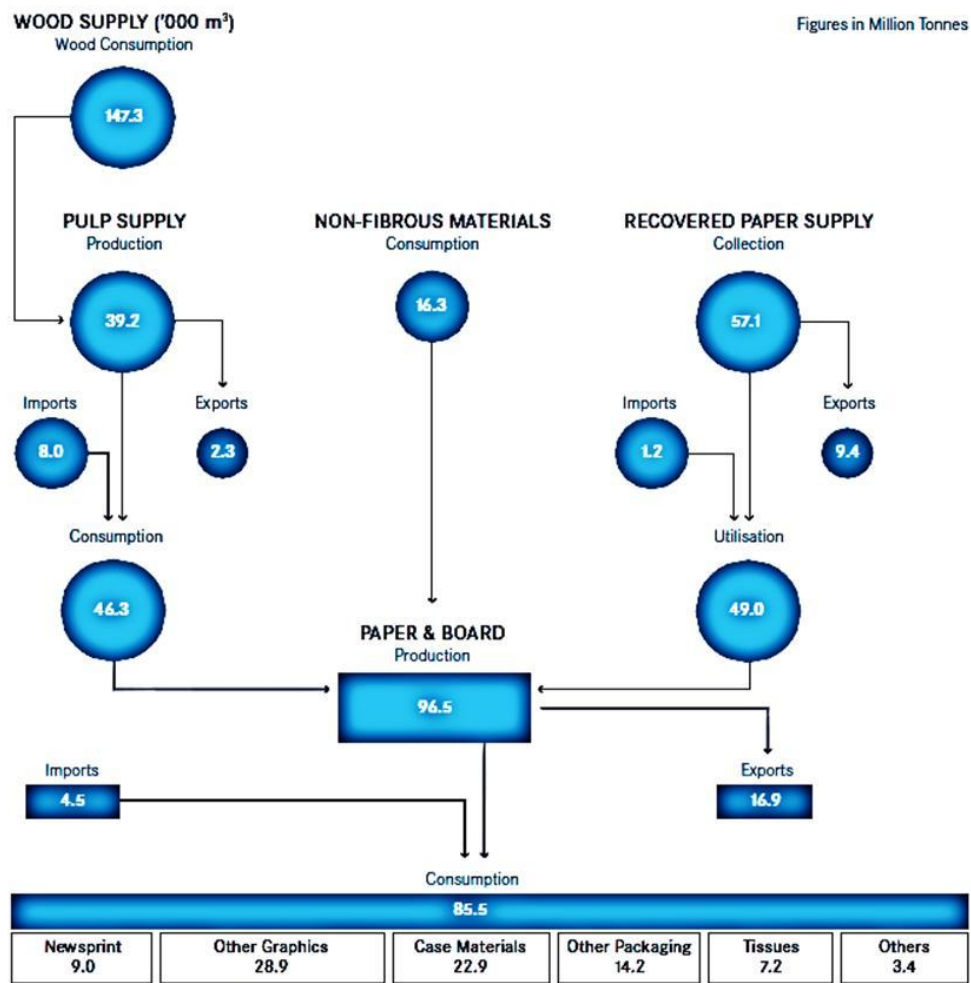 WOOD SUPPLY ('000 m³)
Figures in Million Tonnes
Wood Consumption
147.3
PULP SUPPLY
Production
39.2
NON-FIBROUS MATERIALS
Consumption
16.3
RECOVERED PAPER SUPPLY
Collection
57.1
Imports
8.0
Exports
2.3
Imports
1.2
Exports
9.4
Consumption
46.3
Utilisation
49.0
PAPER & BOARD
Production
96.5
Imports
4.5
Exports
16.9
Consumption
85.5
Newsprint
9.0
Other Graphics
28.9
Case Materials
22.9
Other Packaging
14.2
Tissues
7.2
Others
3.4